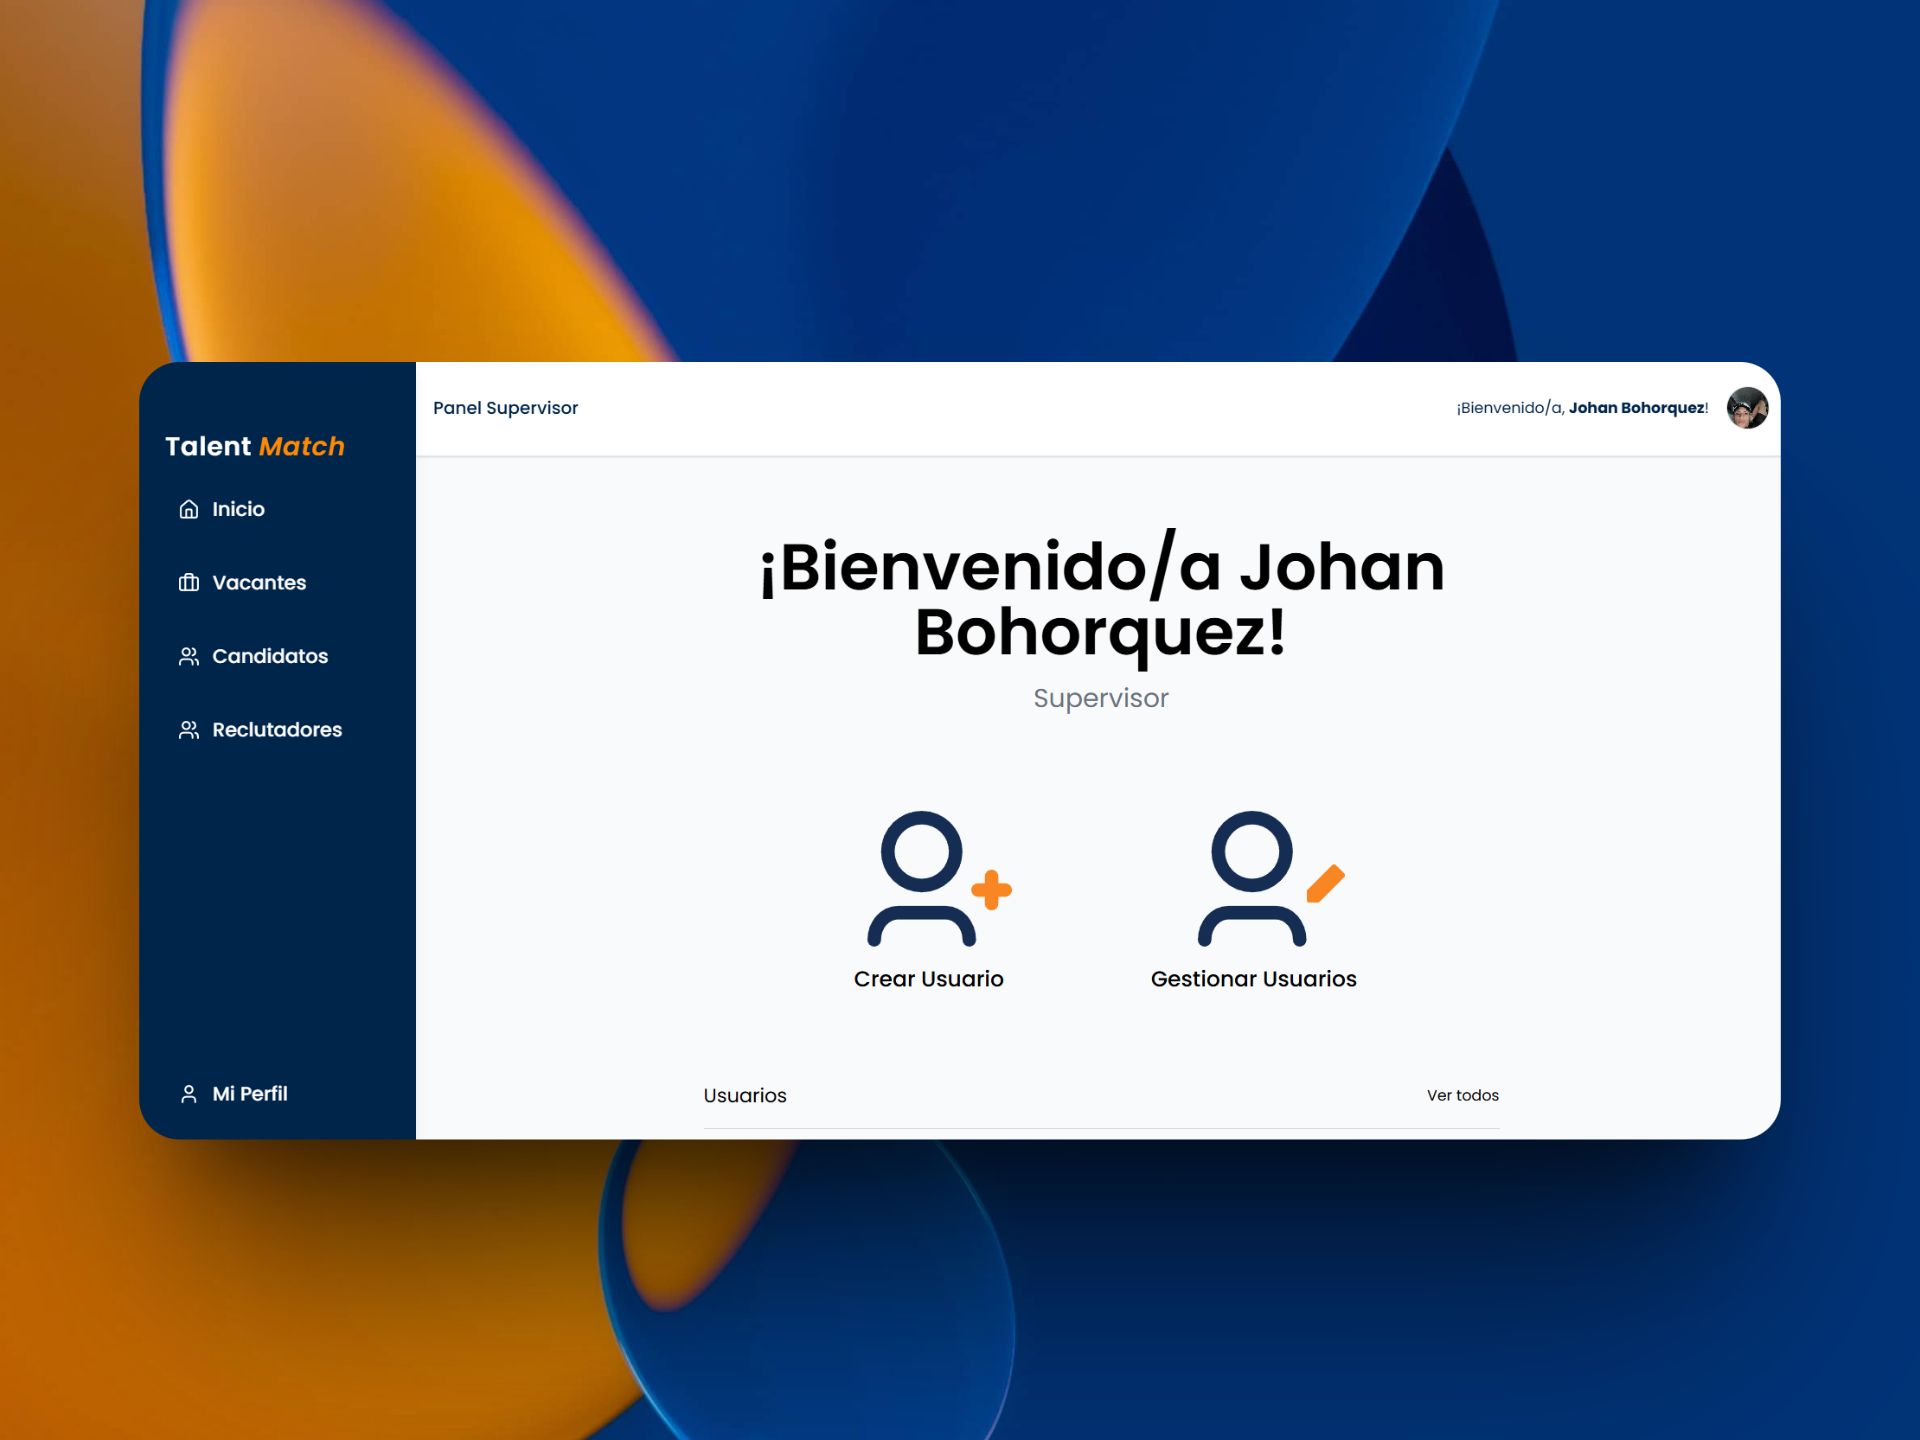 Talent Match
Inicio
Vacantes
Candidatos
Reclutadores
Mi Perfil
Panel Supervisor
¡Bienvenido/a, Johan Bohorquez!
¡Bienvenido/a Johan
Bohorquez!
Supervisor
Crear Usuario
Gestionar Usuarios
Usuarios
Ver todos